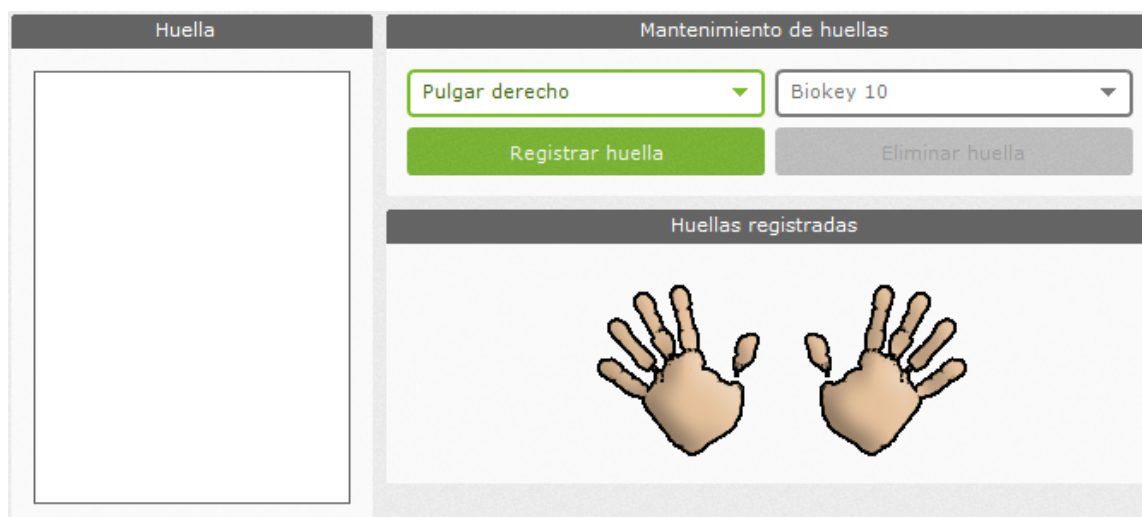 Huella
Mantenimiento de huellas
Pulgar derecho
Biokey 10
Registrar huella
Eliminar huella
Huellas registradas